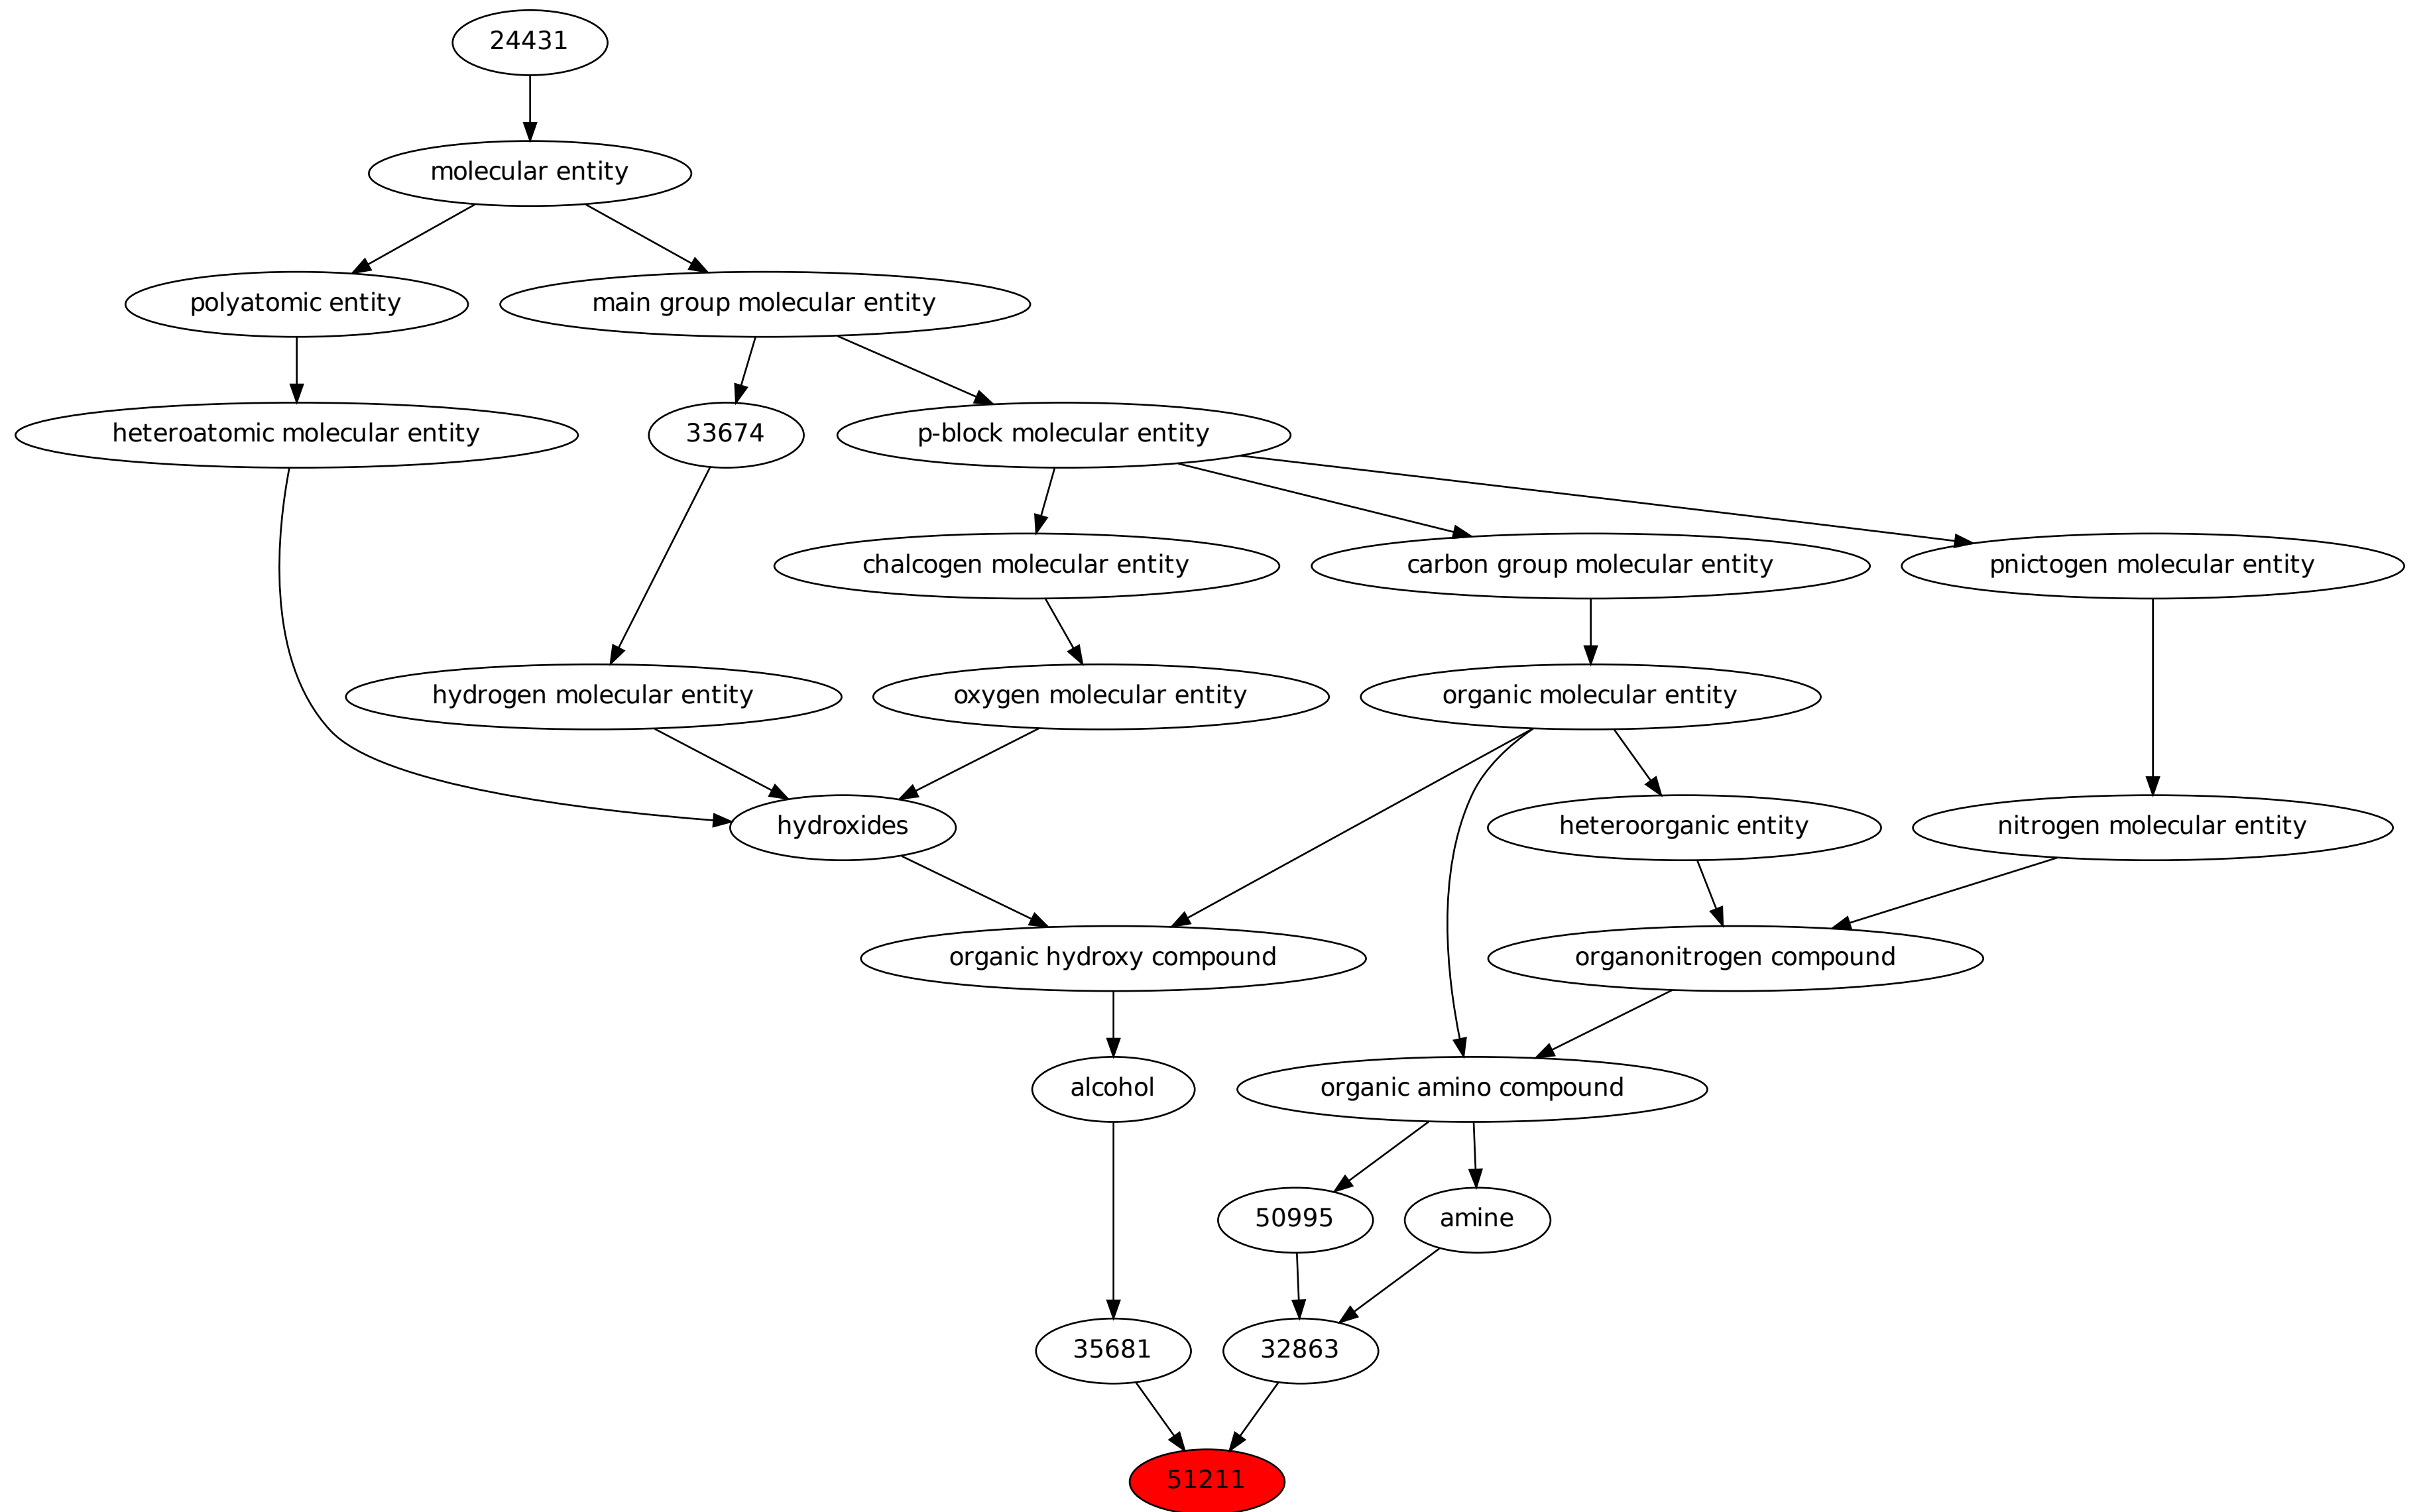 24431
molecular entity
polyatomic entity
main group molecular entity
heteroatomic molecular entity
33674
p-block molecular entity
chalcogen molecular entity
carbon group molecular entity
pnictogen molecular entity
hydrogen molecular entity
oxygen molecular entity
organic molecular entity
hydroxides
heteroorganic entity
nitrogen molecular entity
organic hydroxy compound
organonitrogen compound
alcohol
organic amino compound
50995
amine
35681
32863
51211